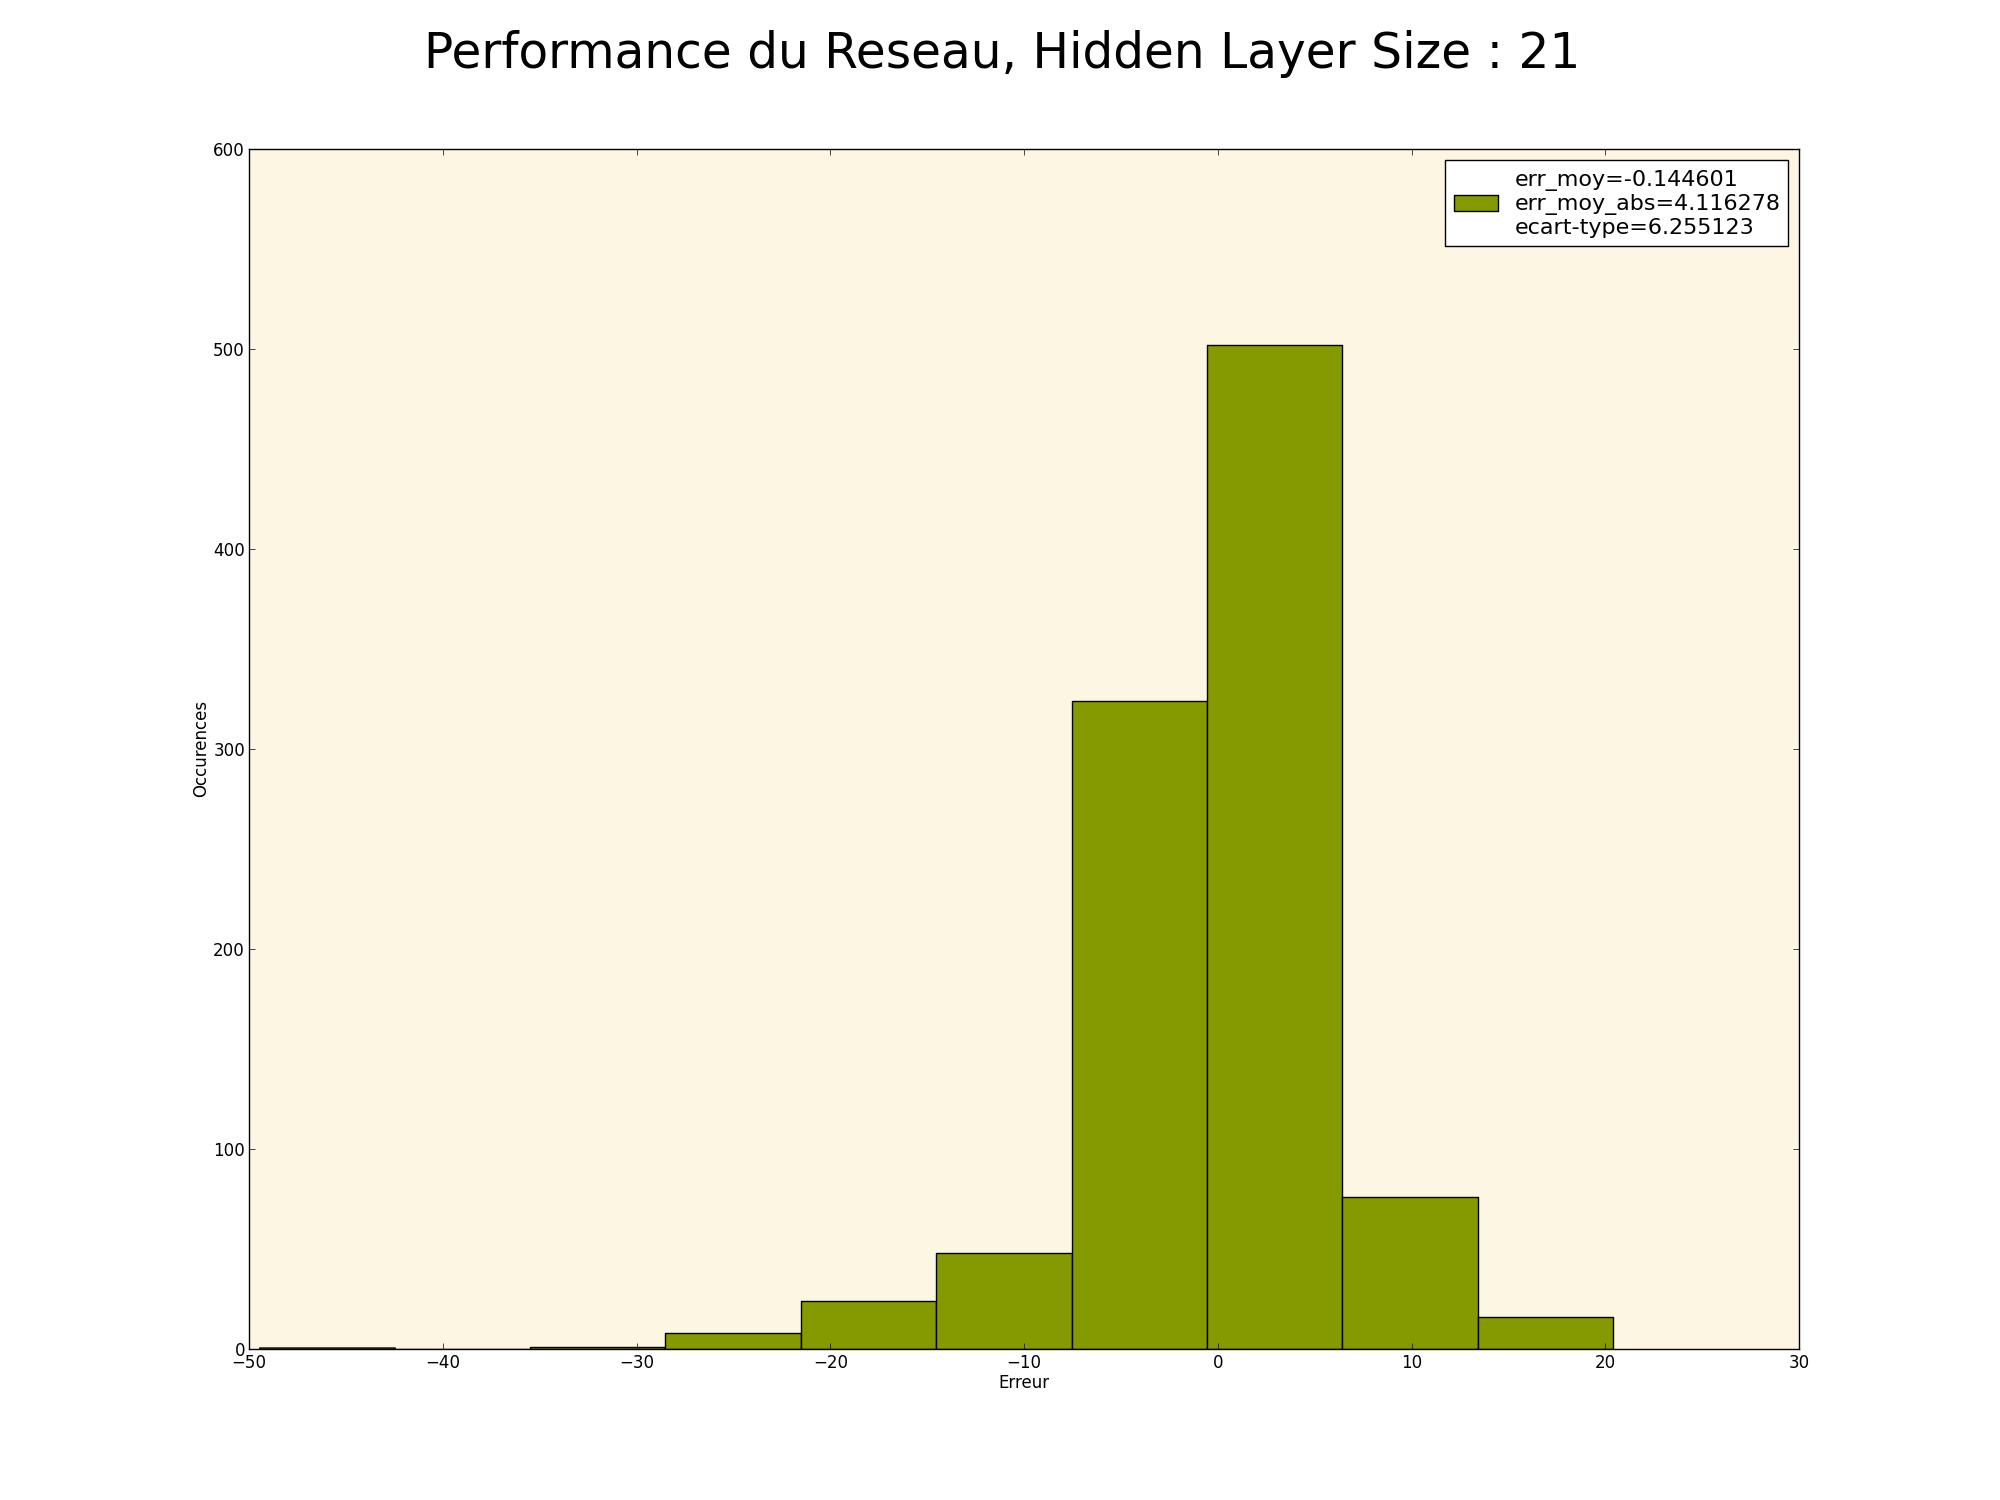 Performance du Reseau, Hidden Layer Size : 21
600
500
400
300
200
100
0
Occurences
err_moy=-0.144601
err_moy_abs=4.116278
ecart-type=6.255123
−50 −40 −30 −20 −10 0 10 20 30
Erreur